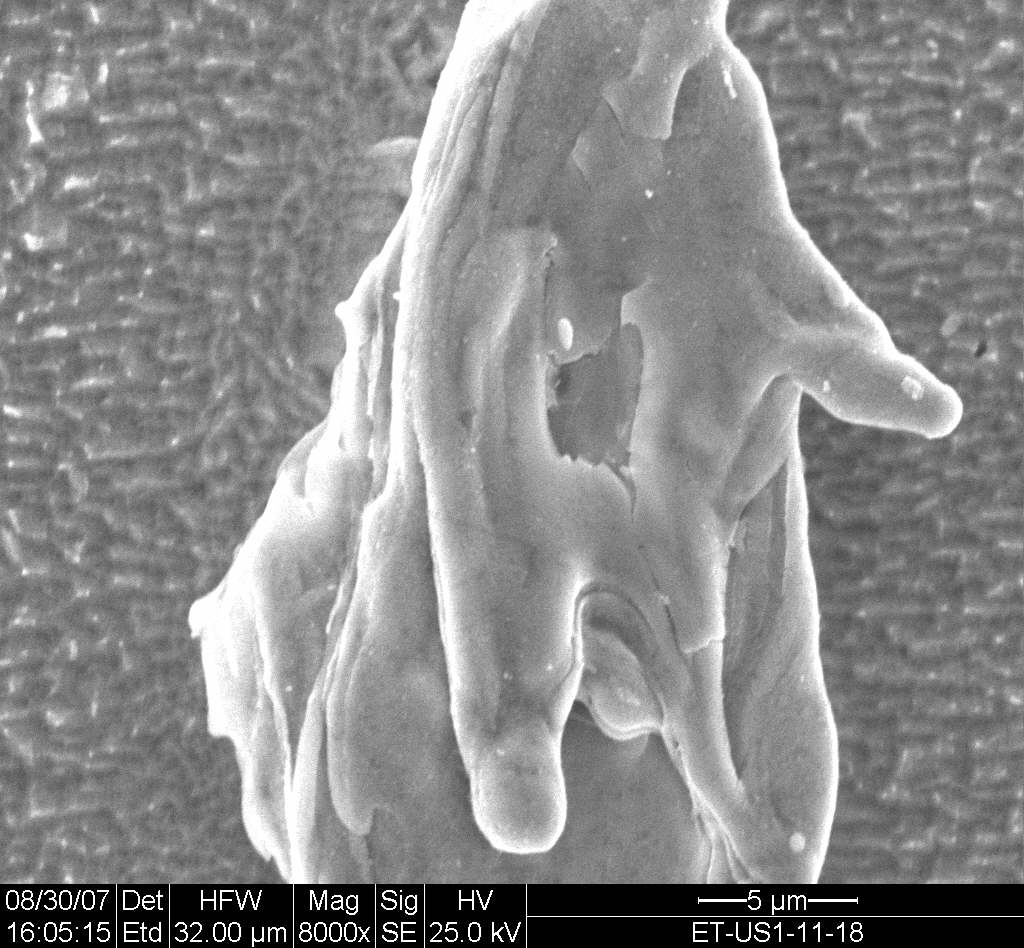 08/30/07 Det HFW Mag Sig HV 5 µm
16:05:15 Etd 32.00 µm 8000x SE 25.0 kV ET-US1-11-18